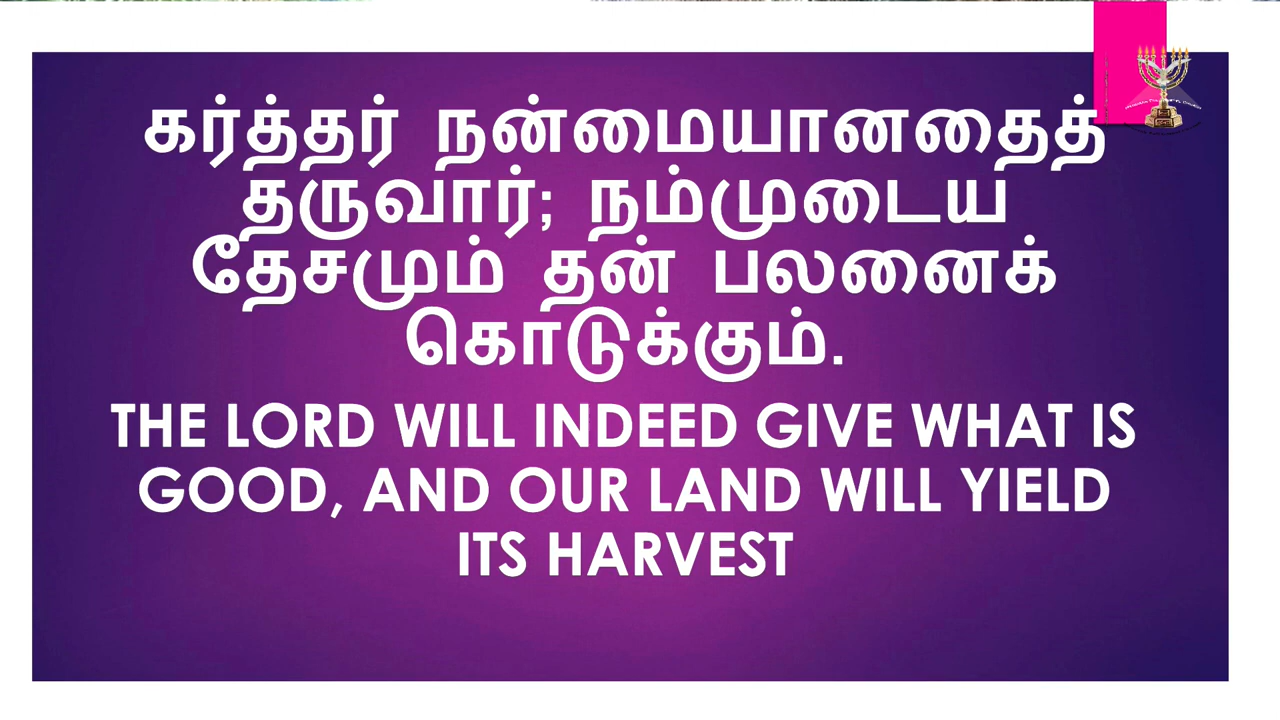 கர்த்தர் நன்மையானதைத்
தருவார்; நம்முடைய
தேசமும் தன் பலனைக்
கொடுக்கும்.
THE LORD WILL INDEED GIVE WHAT IS
GOOD, AND OUR LAND WILL YIELD
ITS HARVEST